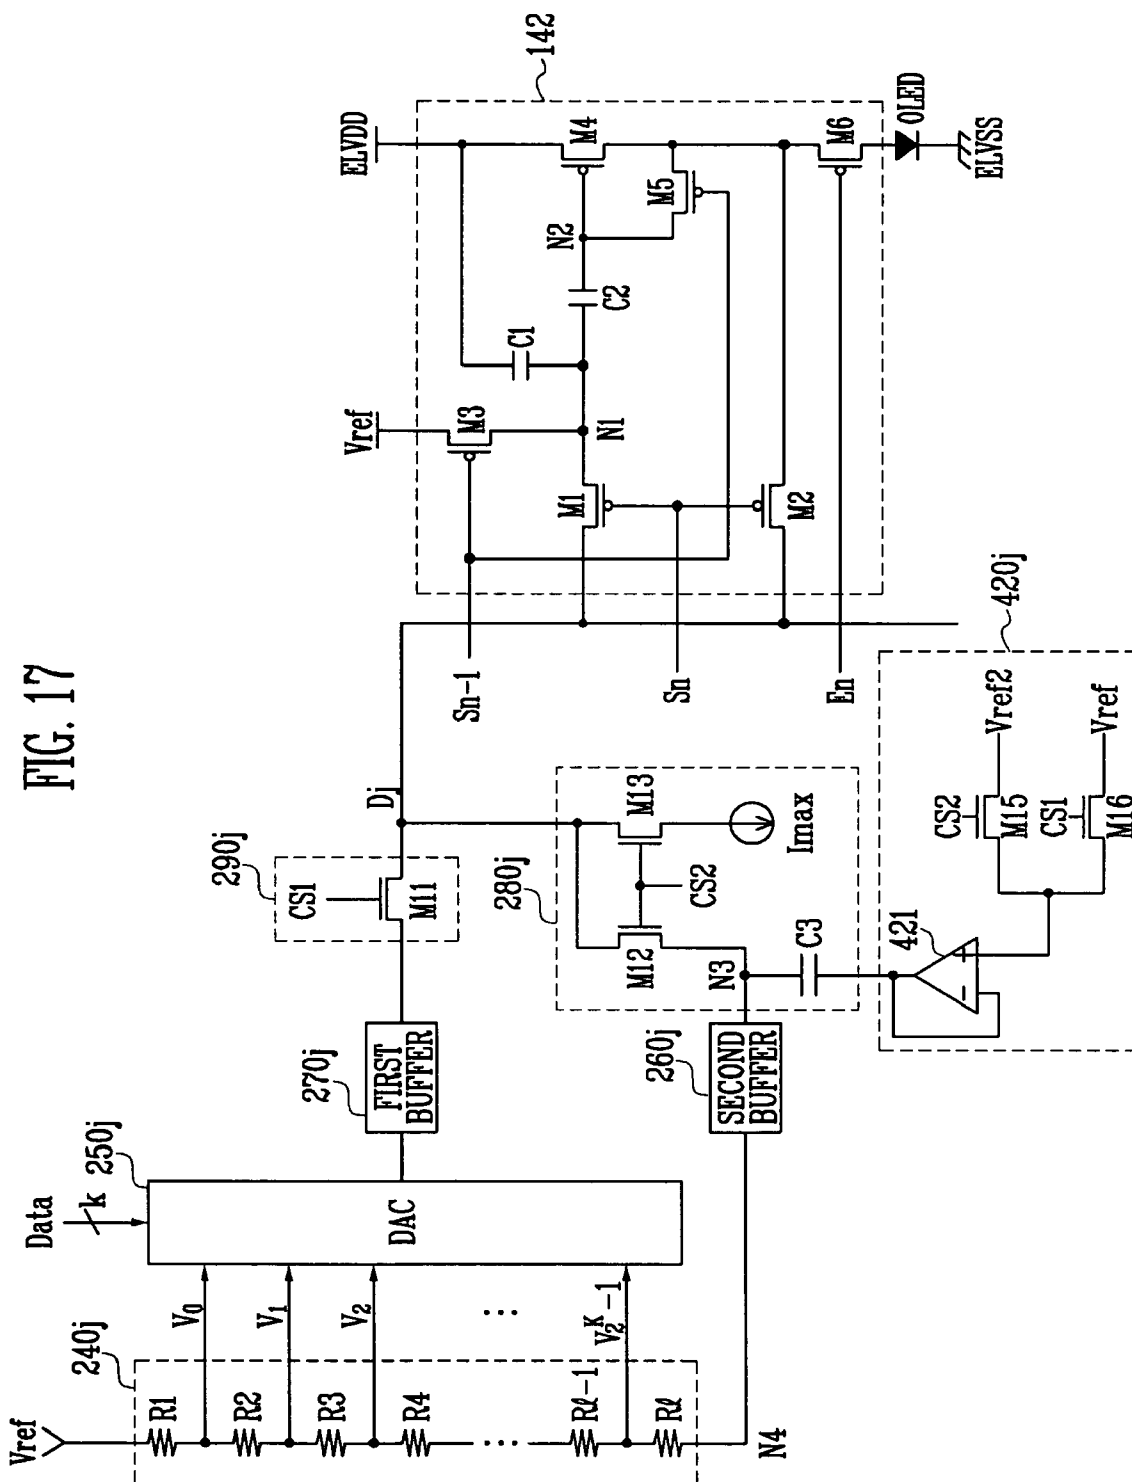 FIG. 17
Vref
240j
R1
R2
R3
R4
...
Rℓ-1
Rℓ
N4
V0
V1
V2
...
V2^K-1
Data
k
250j
DAC
270j
FIRST
BUFFER
260j
SECOND
BUFFER
290j
CS1
M11
Dj
280j
M12
M13
CS2
Imax
N3
C3
420j
421
+
-
CS2
M15
Vref2
CS1
M16
Vref
Sn-1
Sn
En
142
Vref
M3
N1
M1
M2
C1
C2
N2
ELVDD
M4
M5
M6
OLED
ELVSS